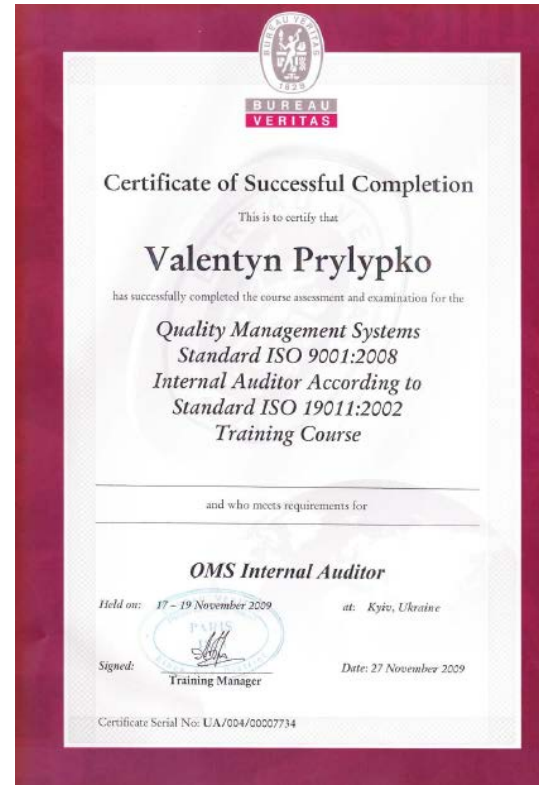 BUREAU VERITAS
1828
BUREAU
VERITAS
Certificate of Successful Completion
This is to certify that
Valentyn Prylypko
has successfully completed the course assessment and examination for the
Quality Management Systems
Standard ISO 9001:2008
Internal Auditor According to
Standard ISO 19011:2002
Training Course
and who meets requirements for
QMS Internal Auditor
Held on: 17 – 19 November 2009 at: Kyiv, Ukraine
PARIS
Signed: Date: 27 November 2009
Training Manager
Certificate Serial No: UA/004/00007734